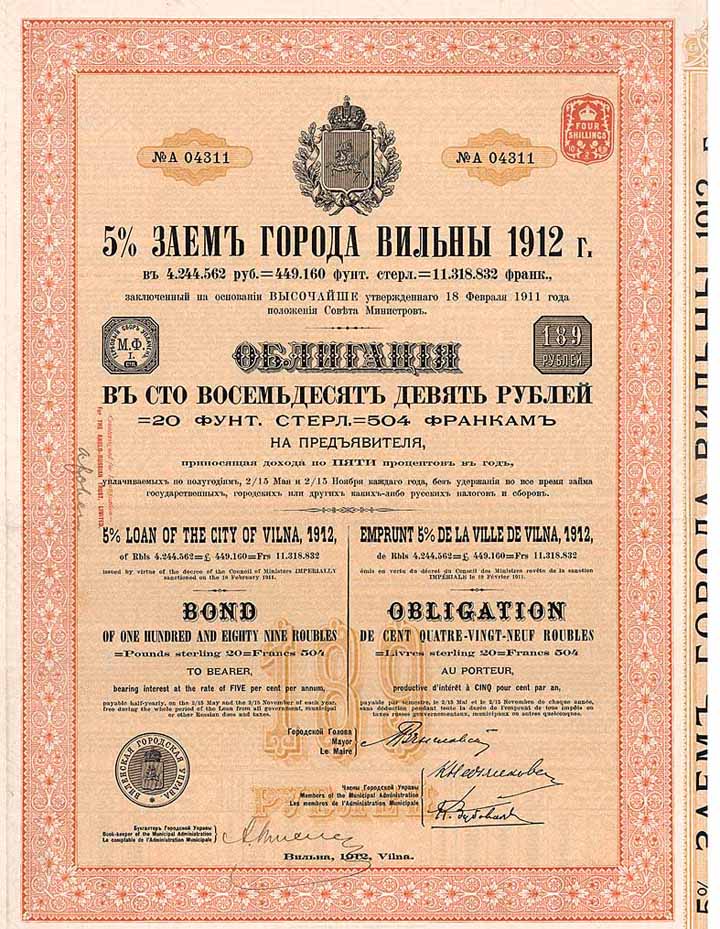 № А 04311
№ А 04311
FOUR
SHILLINGS
5% ЗАЕМЪ ГОРОДА ВИЛЬНЫ 1912 г.
въ 4.244.562 руб.=449.160 фунт. стерл.=11.318.832 франк.,
заключенный на основаніи ВЫСОЧАЙШЕ утвержденнаго 18 Февраля 1911 года
положенія Совѣта Министровъ.
М.Ф.
I.
189
РУБЛЕЙ
ОБЛИГАЦІЯ
ВЪ СТО ВОСЕМЬДЕСЯТЪ ДЕВЯТЬ РУБЛЕЙ
=20 ФУНТ. СТЕРЛ.=504 ФРАНКАМЪ
НА ПРЕДЪЯВИТЕЛЯ,
приносящая дохода по ПЯТИ процентовъ въ годъ,
уплачиваемыхъ по полугодіямъ, 2/15 Мая и 2/15 Ноября каждаго года, безъ удержанія во все время займа
государственныхъ, городскихъ или другихъ какихъ-либо русскихъ налоговъ и сборовъ.
For THE ANGLO-RUSSIAN TRUST, LIMITED
5% LOAN OF THE CITY OF VILNA, 1912,
of Rbls 4.244.562=£ 449.160=Frs 11.318.832
issued by virtue of the decree of the Council of Ministers IMPERIALLY
sanctioned on the 18 February 1911.
BOND
OF ONE HUNDRED AND EIGHTY NINE ROUBLES
=Pounds sterling 20=Francs 504
TO BEARER,
bearing interest at the rate of FIVE per cent per annum,
payable half-yearly, on the 2/15 May and the 2/15 November of each year,
free during the whole period of the Loan from all government, municipal
or other Russian dues and taxes.
EMPRUNT 5% DE LA VILLE DE VILNA, 1912,
de Rbls 4.244.562=£ 449.160=Frs 11.318.832
émis en vertu du décret du Conseil des Ministres revêtu de la sanction
IMPÉRIALE le 18 Février 1911.
OBLIGATION
DE CENT QUATRE-VINGT-NEUF ROUBLES
=Livres sterling 20=Francs 504
AU PORTEUR,
productive d'intérêt à CINQ pour cent par an,
payable par semestre, le 2/15 Mai et le 2/15 Novembre de chaque année,
sans déduction pendant toute la durée de l'emprunt de tous impôts ou
taxes russes gouvernementaux, municipaux ou autres quelconques.
189
РУБЛЕЙ
Городской Голова
Mayor
Le Maire
Члены Городской Управы
Members of the Municipal Administration
Les membres de l'Administration Municipale
ВИЛЕНСКАЯ ГОРОДСКАЯ УПРАВА
Бухгалтеръ Городской Управы
Book-keeper of the Municipal Administration
Le comptable de l'Administration Municipale
Вильна, 1912, Vilna.
5% ЗАЕМЪ ГОРОДА ВИЛЬНЫ 1912 г.